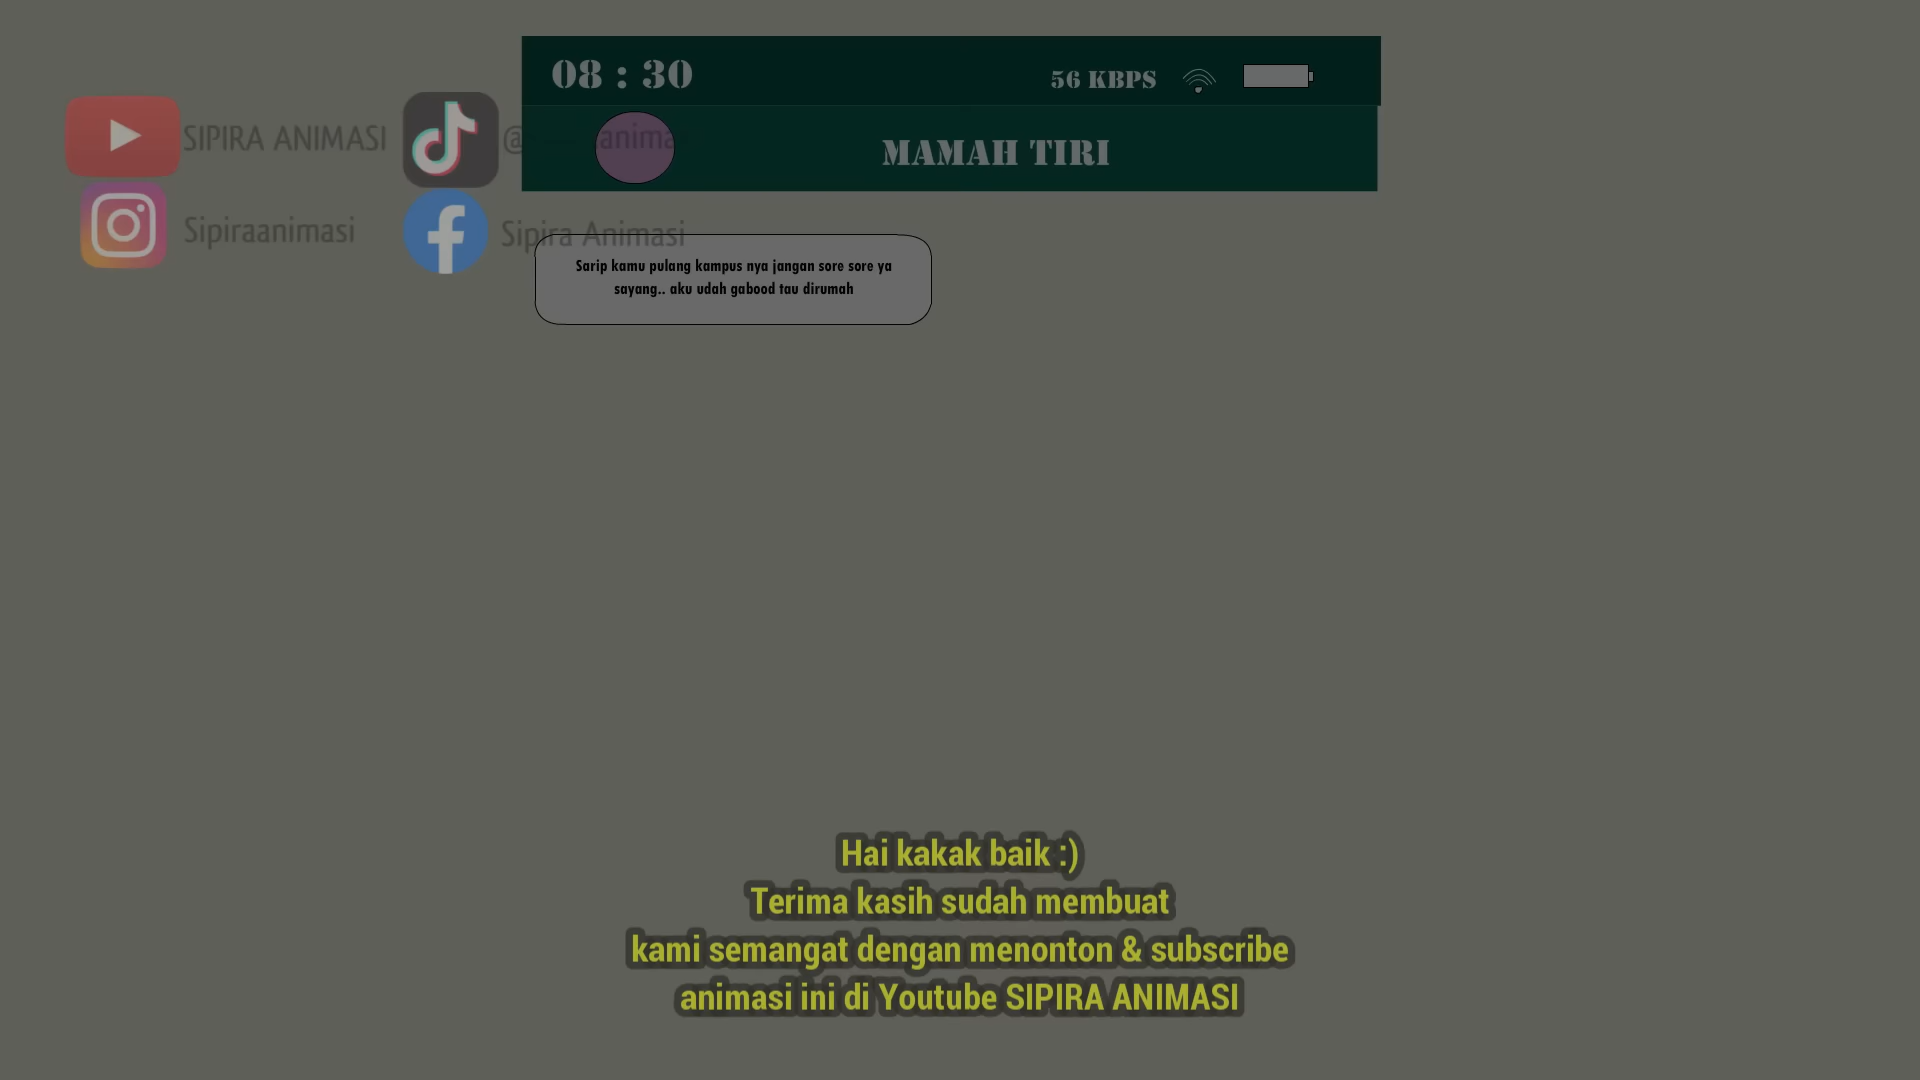 08 : 30
56 KBPS
SIPIRA ANIMASI
MAMAH TIRI
Sipiraanimasi
Sipira Animasi
Sarip kamu pulang kampus nya jangan sore sore ya
sayang.. aku udah gabood tau dirumah
Hai kakak baik :)
Terima kasih sudah membuat
kami semangat dengan menonton & subscribe
animasi ini di Youtube SIPIRA ANIMASI